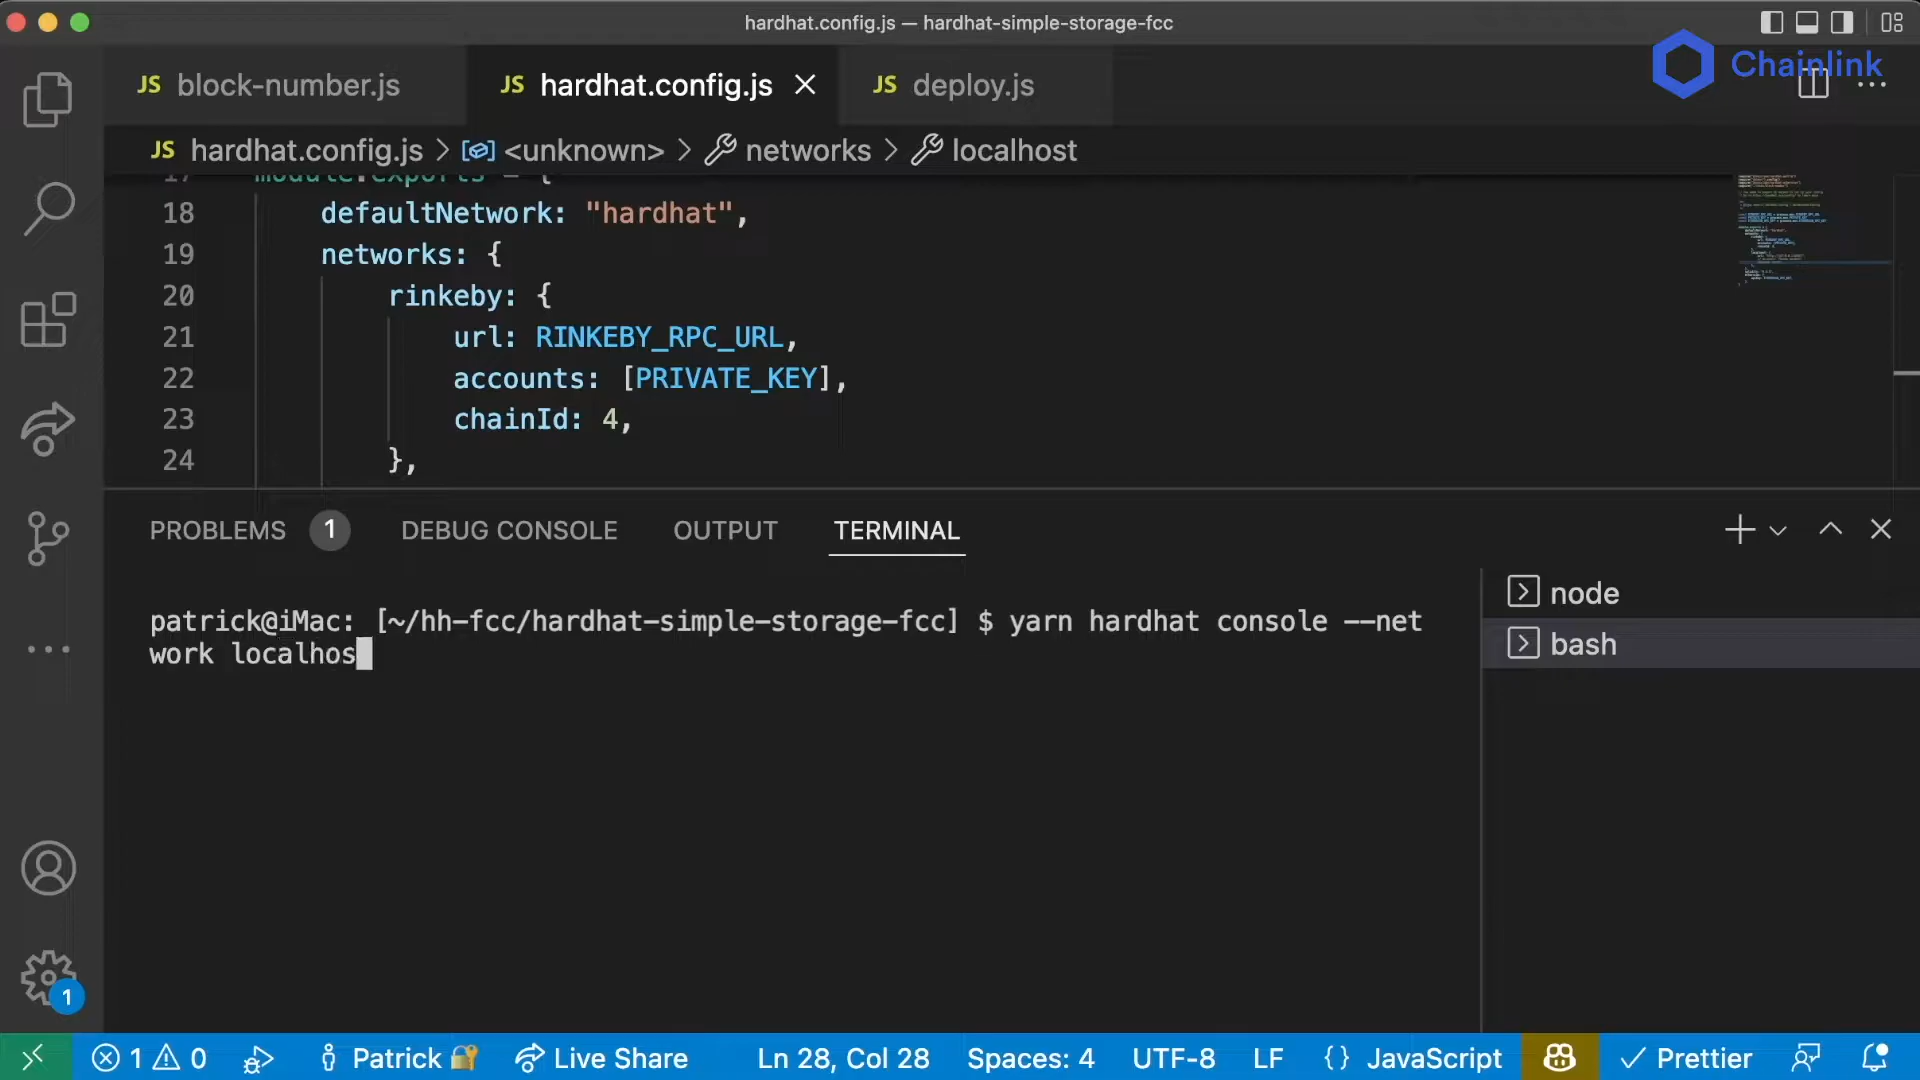 hardhat.config.js — hardhat-simple-storage-fcc
Chainlink
JS block-number.js JS hardhat.config.js JS deploy.js
JS hardhat.config.js > <unknown> > networks > localhost
17 module.exports = {
18 defaultNetwork: "hardhat",
19 networks: {
20 rinkeby: {
21 url: RINKEBY_RPC_URL,
22 accounts: [PRIVATE_KEY],
23 chainId: 4,
24 },
PROBLEMS 1 DEBUG CONSOLE OUTPUT TERMINAL
patrick@iMac: [~/hh-fcc/hardhat-simple-storage-fcc] $ yarn hardhat console --net
work localhos
node
bash
1
1 0 Patrick Live Share Ln 28, Col 28 Spaces: 4 UTF-8 LF {} JavaScript Prettier